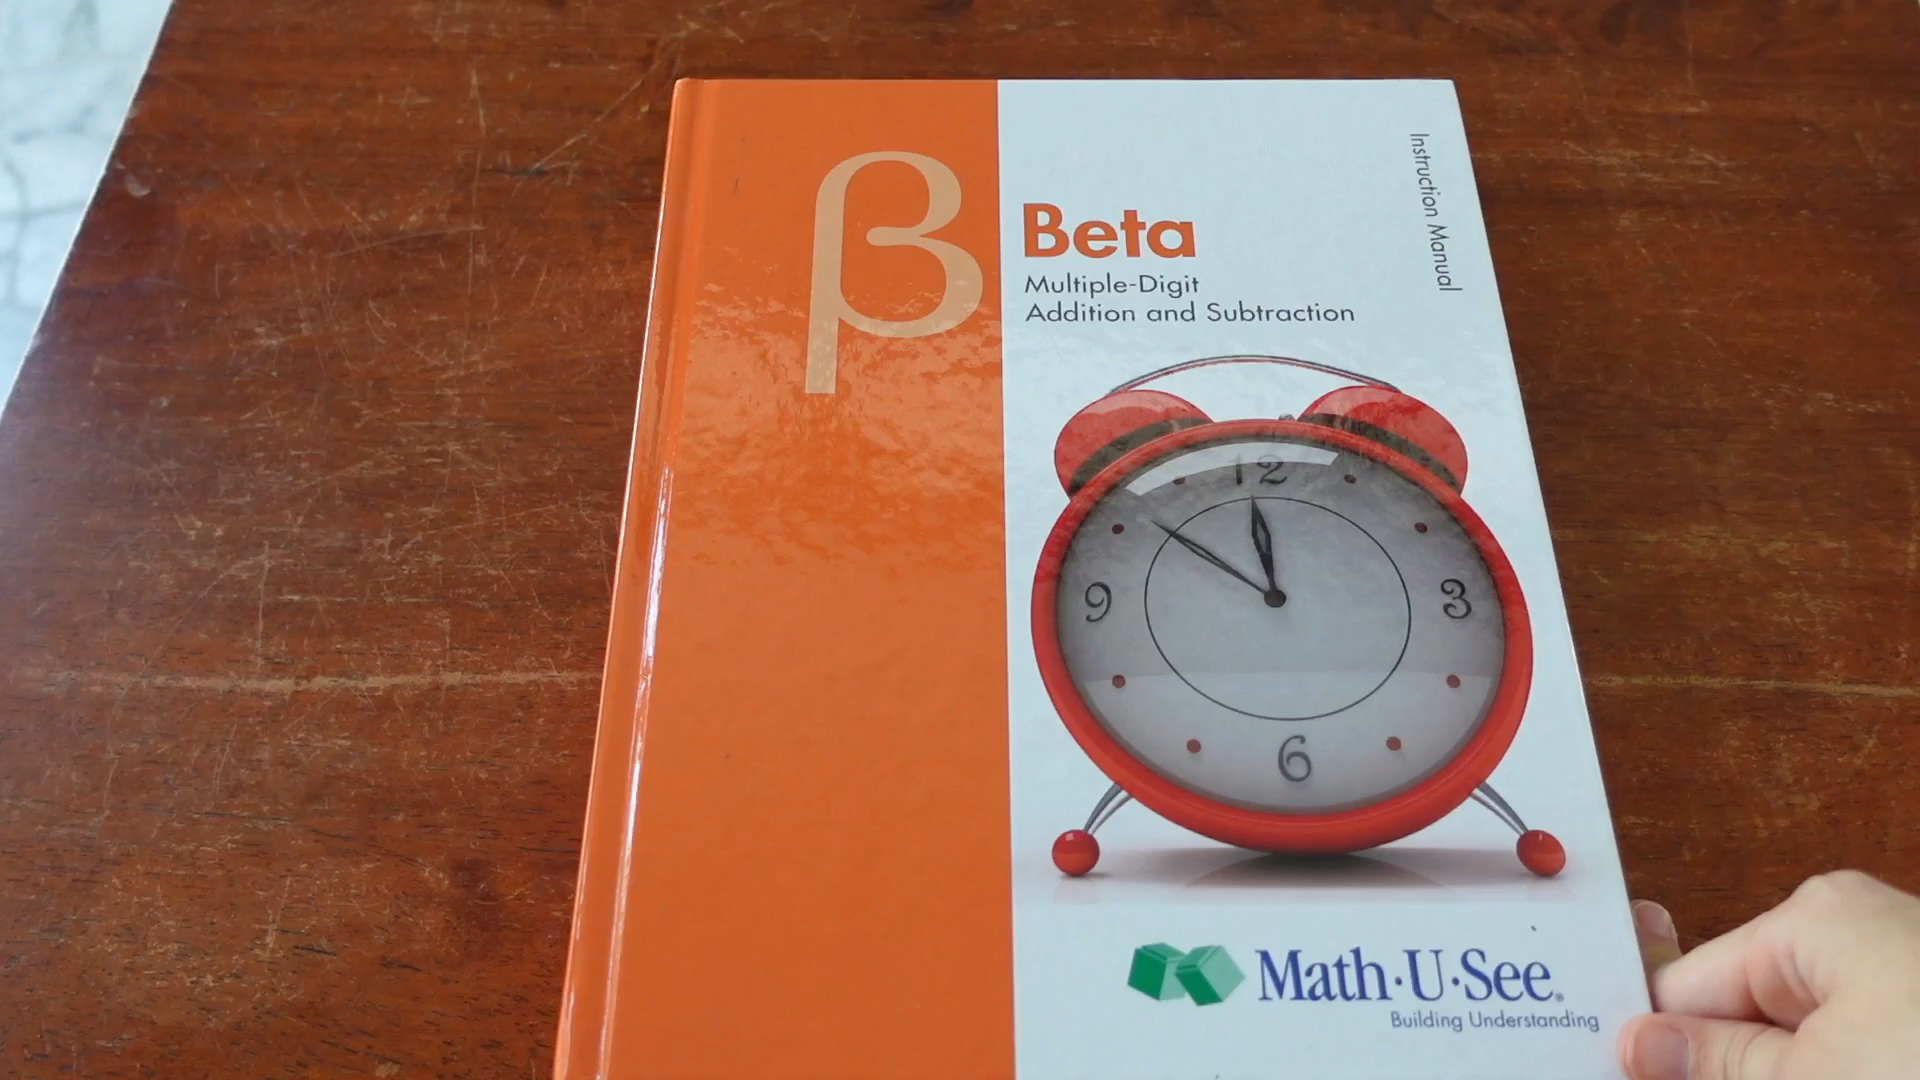 β
Beta
Multiple-Digit
Addition and Subtraction
Instruction Manual
12
9
3
6
Math·U·See®
Building Understanding